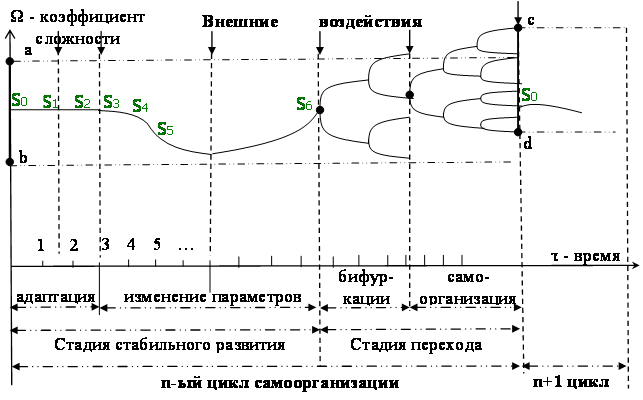 Ω - коэффициент
сложности
Внешние воздействия
a
c
S0 S1 S2 S3 S4
S5
S6
S0
b
d
1 2 3 4 5 ...
τ - время
адаптация
изменение параметров
бифур-
кации
само-
организация
Стадия стабильного развития
Стадия перехода
n-ый цикл самоорганизации
n+1 цикл